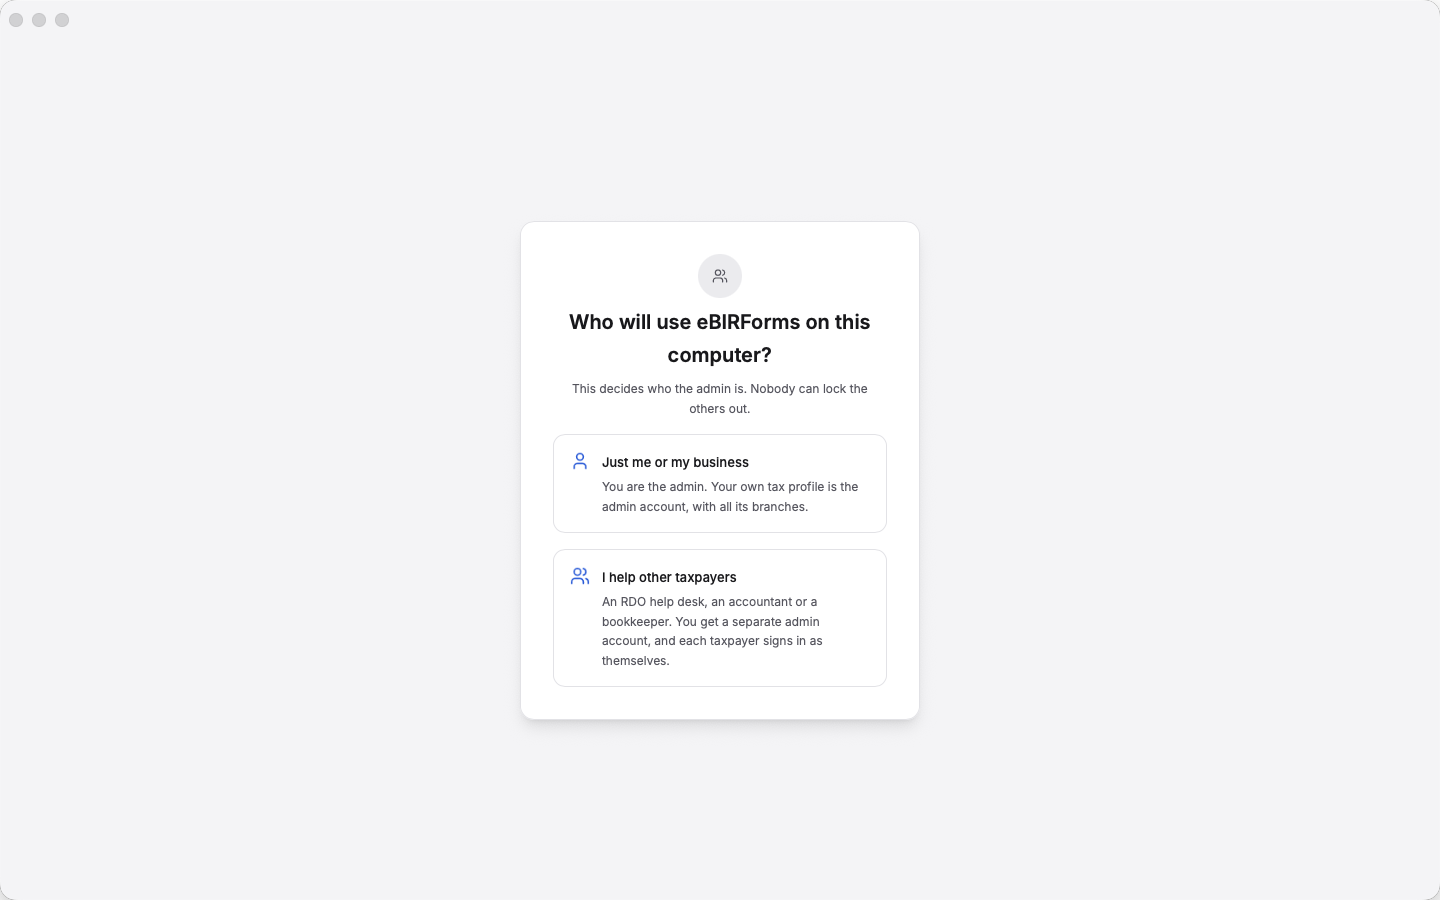 Who will use eBIRForms on this
computer?
This decides who the admin is. Nobody can lock the
others out.
Just me or my business
You are the admin. Your own tax profile is the
admin account, with all its branches.
I help other taxpayers
An RDO help desk, an accountant or a
bookkeeper. You get a separate admin
account, and each taxpayer signs in as
themselves.